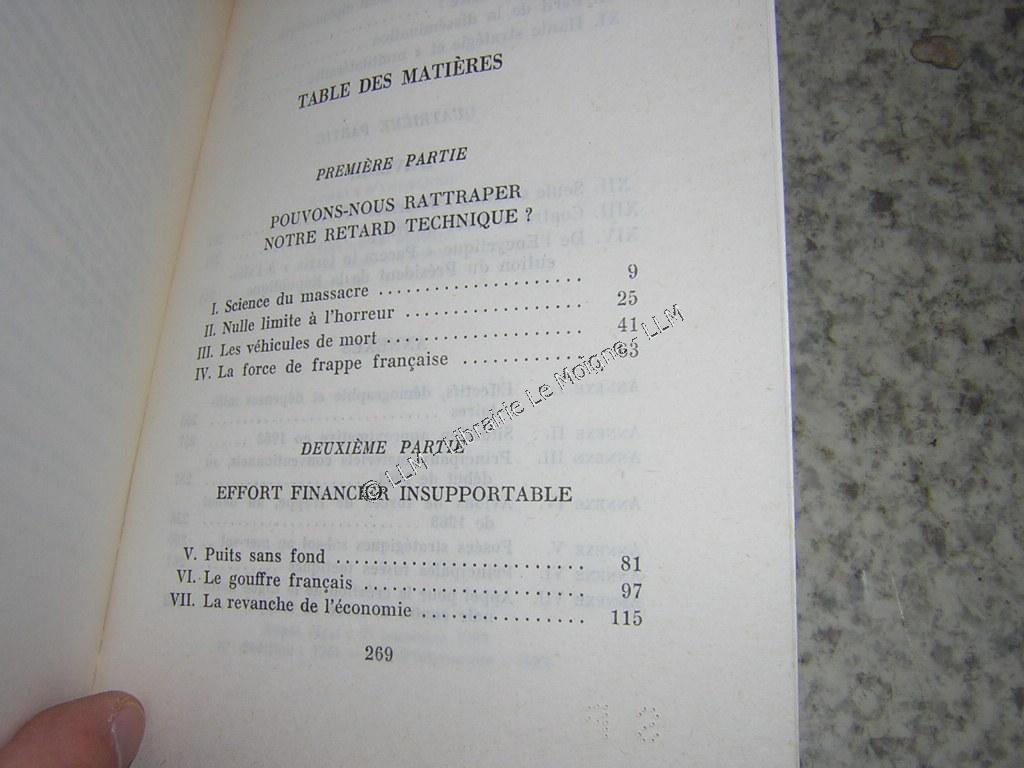 TABLE DES MATIÈRES
PREMIÈRE PARTIE
POUVONS-NOUS RATTRAPER
NOTRE RETARD TECHNIQUE ?
I. Science du massacre . . . . . . . . . . . . . . . . . . . . 9
II. Nulle limite à l'horreur . . . . . . . . . . . . . . . . . . 25
III. Les véhicules de mort . . . . . . . . . . . . . . . . . . . 41
IV. La force de frappe française . . . . . . . . . . . . 63
DEUXIÈME PARTIE
EFFORT FINANCIER INSUPPORTABLE
V. Puits sans fond . . . . . . . . . . . . . . . . . . . . . . . . 81
VI. Le gouffre français . . . . . . . . . . . . . . . . . . . . . 97
VII. La revanche de l'économie . . . . . . . . . . . . . . . 115
269
© LLM - Librairie Le Moigne - LLM